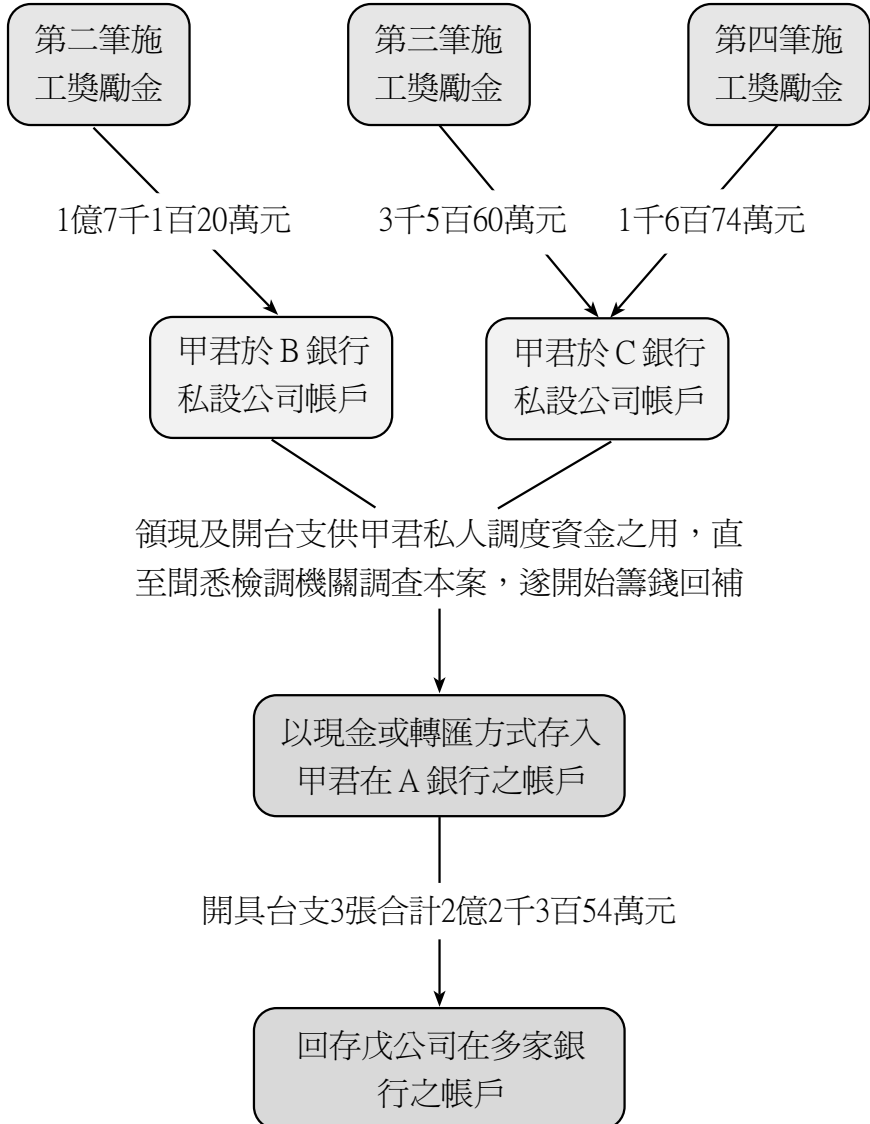 第二筆施
工獎勵金
第三筆施
工獎勵金
第四筆施
工獎勵金
1億7千1百20萬元
3千5百60萬元
1千6百74萬元
甲君於 B 銀行
私設公司帳戶
甲君於 C 銀行
私設公司帳戶
領現及開台支供甲君私人調度資金之用，直
至聞悉檢調機關調查本案，遂開始籌錢回補
以現金或轉匯方式存入
甲君在 A 銀行之帳戶
開具台支3張合計2億2千3百54萬元
回存戊公司在多家銀
行之帳戶